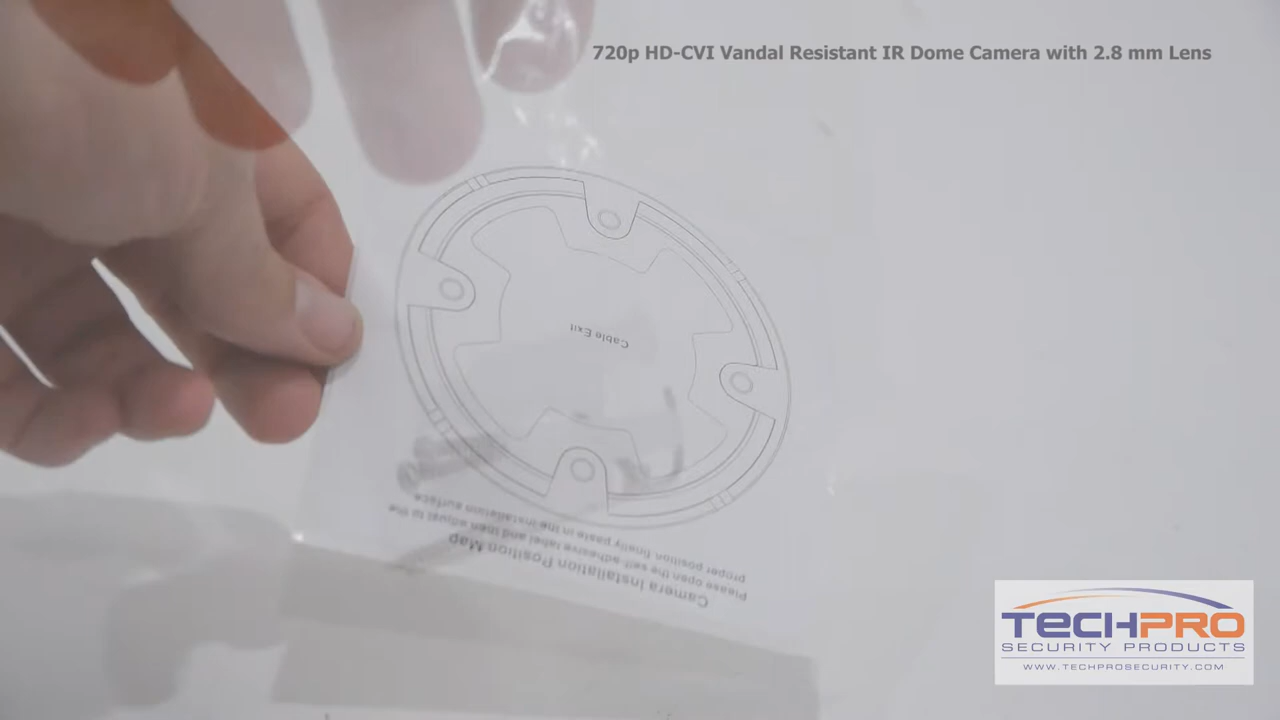 720p HD-CVI Vandal Resistant IR Dome Camera with 2.8 mm Lens
Cable Exit
Camera Installation Position Map
Please open the self-adhesive label and then adjust to the
proper position finally paste in the installation surface
TECHPRO
SECURITY PRODUCTS
WWW.TECHPROSECURITY.COM